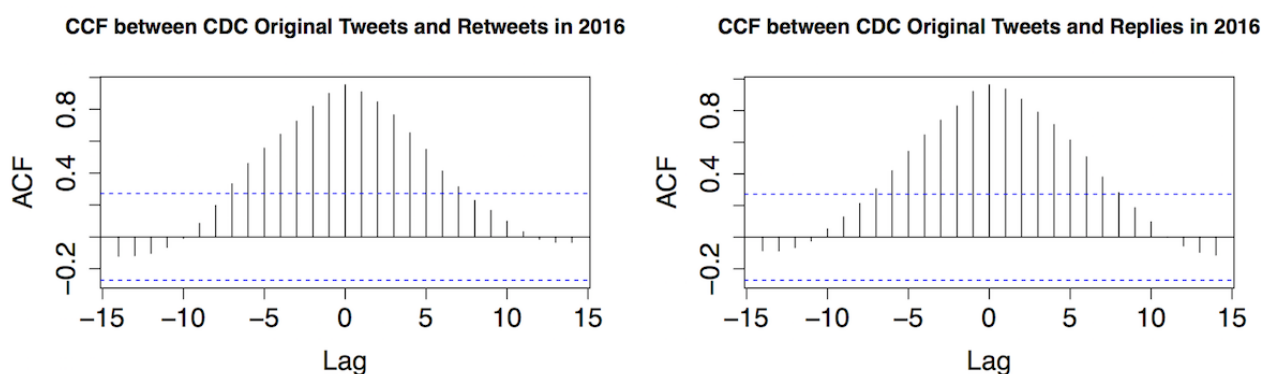 CCF between CDC Original Tweets and Retweets in 2016
ACF
0.8
0.4
−0.2
−15 −10 −5 0 5 10 15
Lag
CCF between CDC Original Tweets and Replies in 2016
ACF
0.8
0.4
−0.2
−15 −10 −5 0 5 10 15
Lag